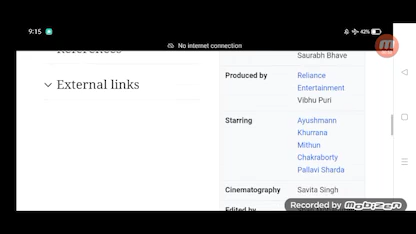 9:15
42%
No internet connection
References
Saurabh Bhave
External links
Produced by
Reliance
Entertainment
Vibhu Puri
Starring
Ayushmann
Khurrana
Mithun
Chakraborty
Pallavi Sharda
Cinematography
Savita Singh
Edited by
Recorded by
MOBIZEN